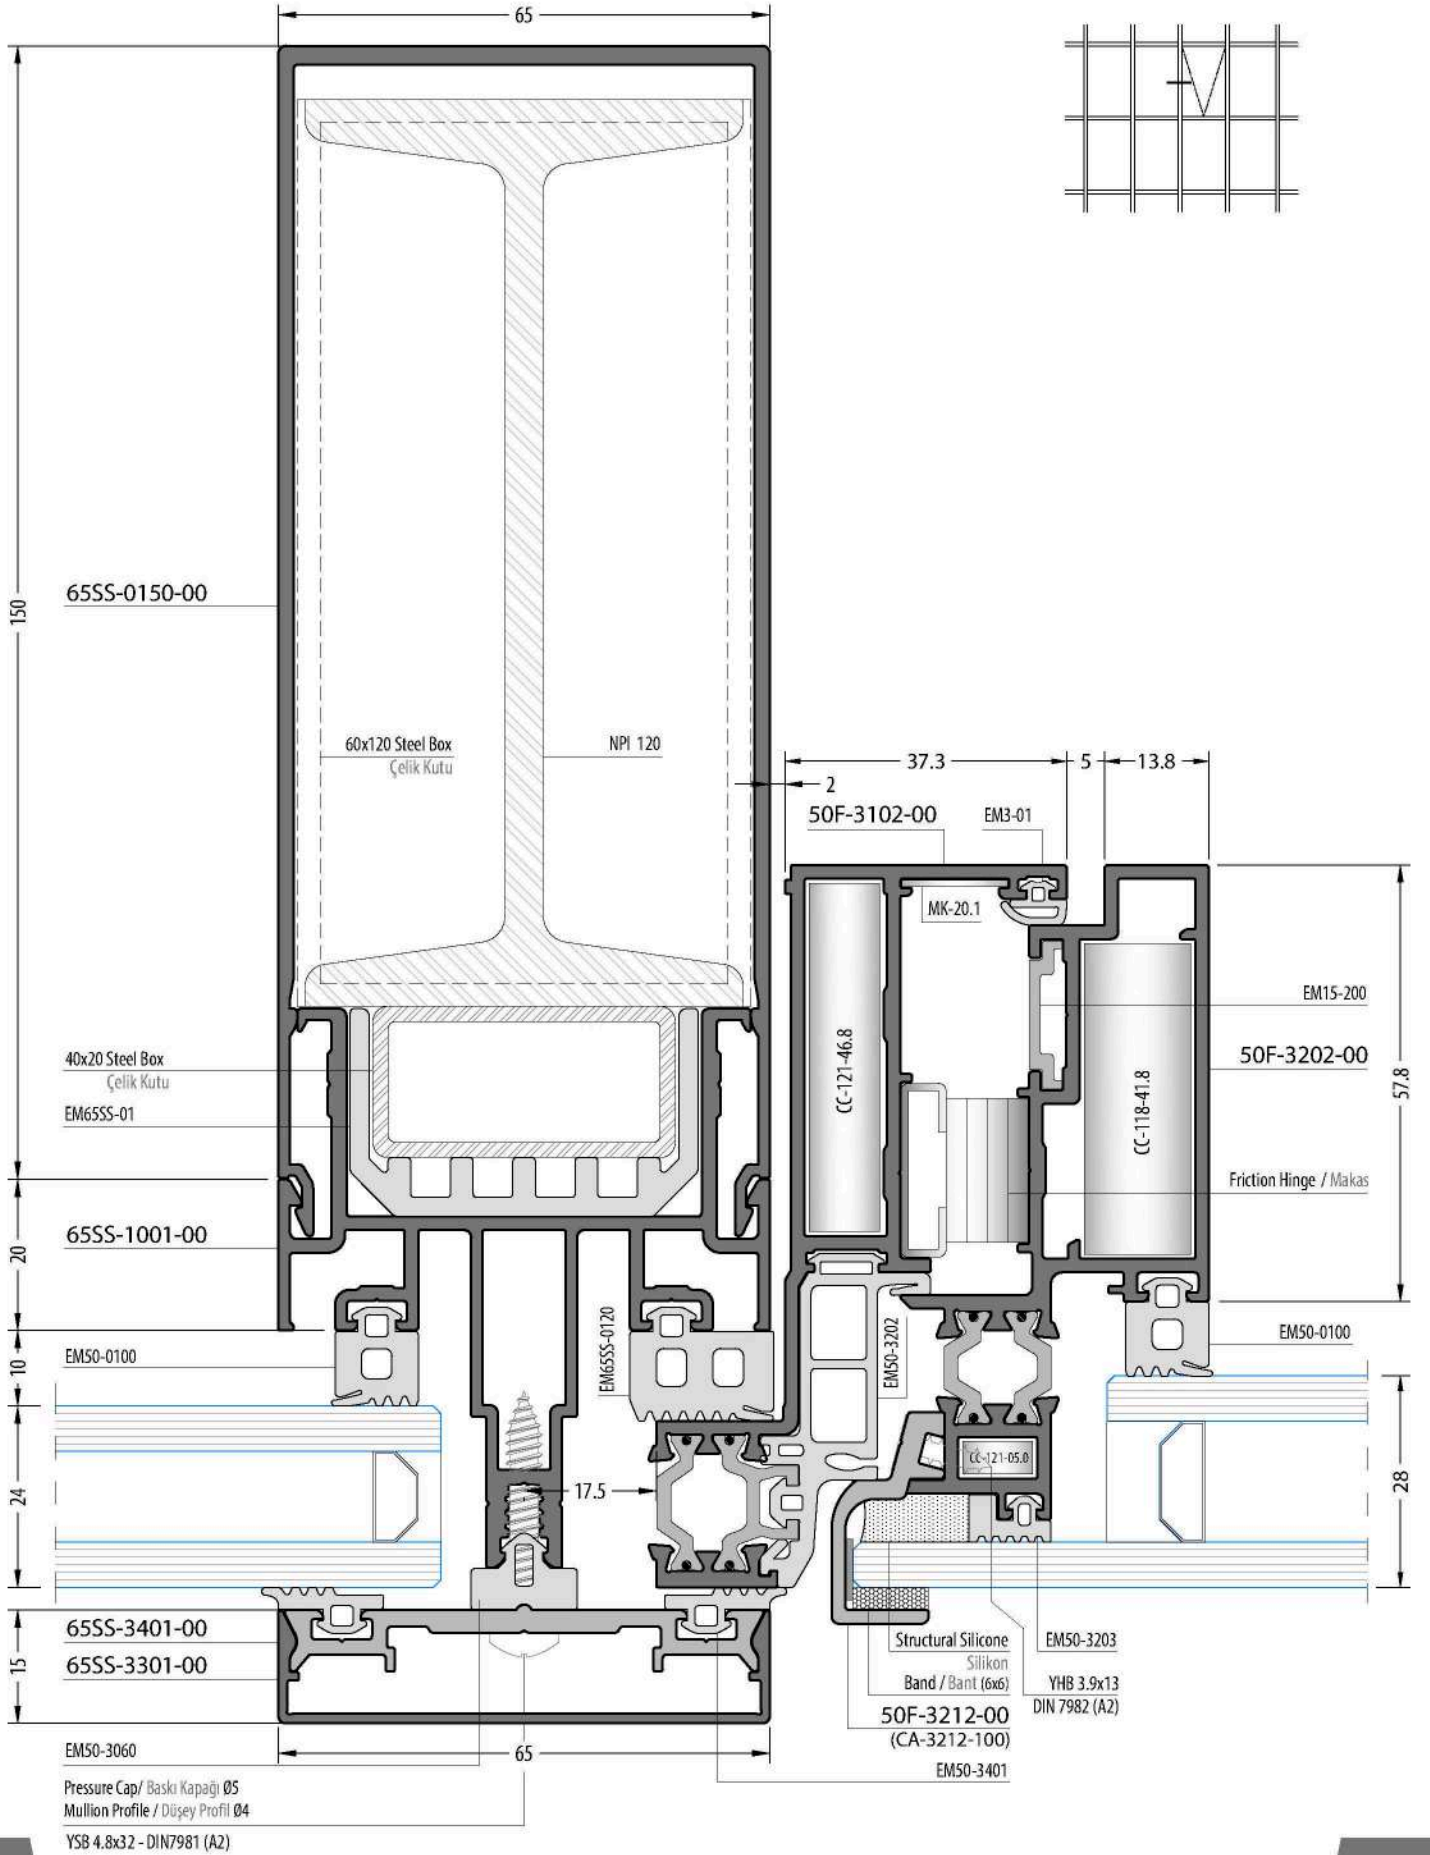 65
150
65SS-0150-00
60x120 Steel Box
Çelik Kutu
NPI 120
37.3
5
13.8
2
50F-3102-00
EM3-01
MK-20.1
EM15-200
50F-3202-00
57.8
CC-121-46.8
CC-118-41.8
40x20 Steel Box
Çelik Kutu
EM65SS-01
Friction Hinge / Makas
65SS-1001-00
20
EM65SS-0120
EM50-3202
EM50-0100
10
EM50-0100
CC-121-05.0
17.5
24
28
65SS-3401-00
65SS-3301-00
15
Structural Silicone
Silikon
Band / Bant (6x6)
50F-3212-00
(CA-3212-100)
EM50-3203
YHB 3.9x13
DIN 7982 (A2)
EM50-3401
65
EM50-3060
Pressure Cap/ Baskı Kapağı Ø5
Mullion Profile / Düşey Profil Ø4
YSB 4.8x32 - DIN7981 (A2)